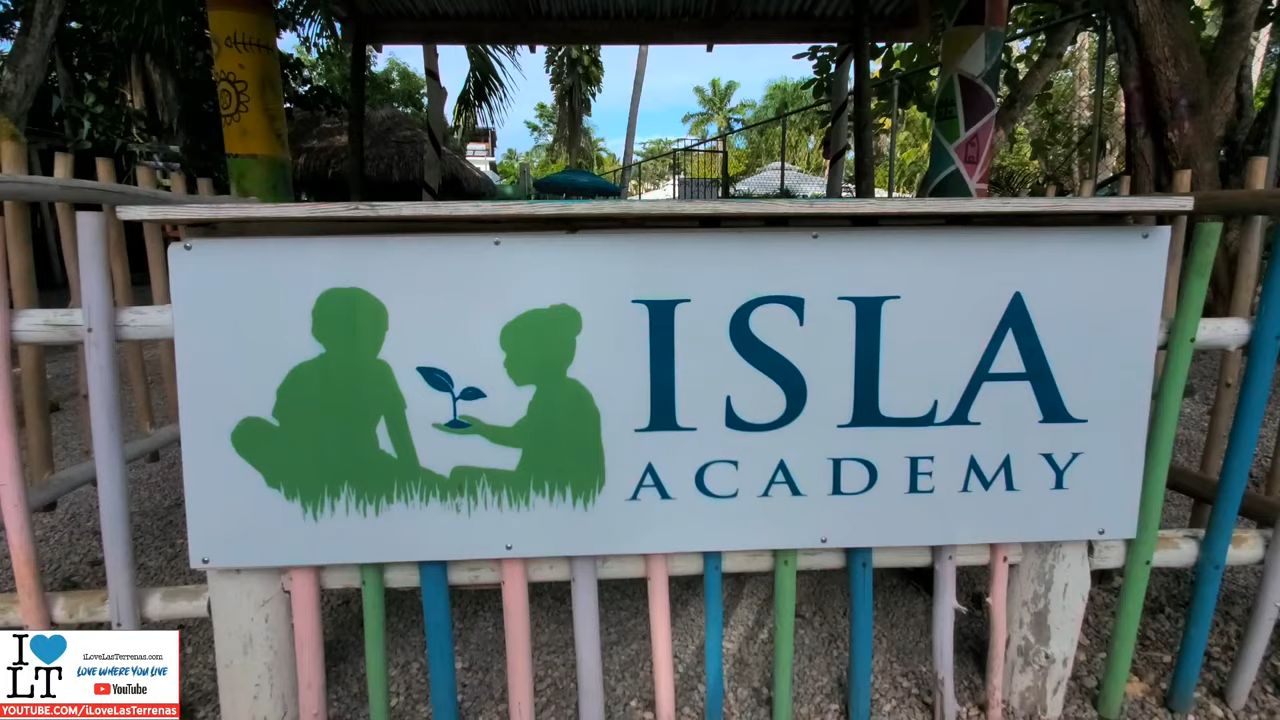 ISLA
ACADEMY
I
LT
iLoveLasTerrenas.com
LOVE WHERE YOU LIVE
YouTube
YOUTUBE.COM/iLoveLasTerrenas